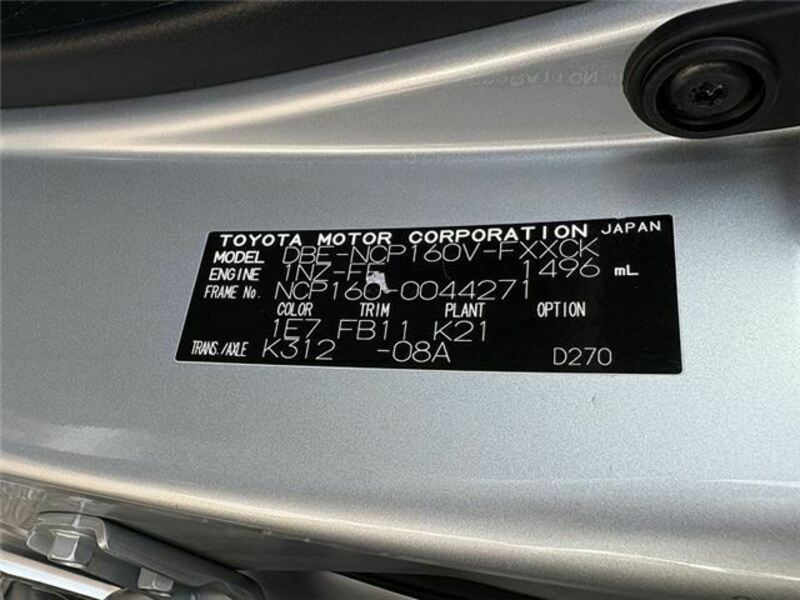 TOYOTA MOTOR CORPORATION JAPAN
MODEL DBE-NCP160V-FXXCK
ENGINE 1NZ-FE 1496 mL
FRAME No. NCP160-0044271
COLOR TRIM PLANT OPTION
1E7 FB11 K21
TRANS./AXLE K312 -08A D270